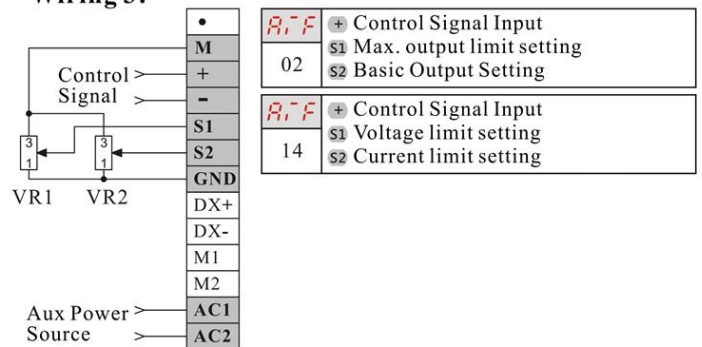 •
M
+
-
S1
S2
GND
DX+
DX-
M1
M2
AC1
AC2
Control
Signal
3
1
3
1
VR1 VR2
Aux Power
Source
+ Control Signal Input
02
S1 Max. output limit setting
S2 Basic Output Setting
+ Control Signal Input
14
S1 Voltage limit setting
S2 Current limit setting